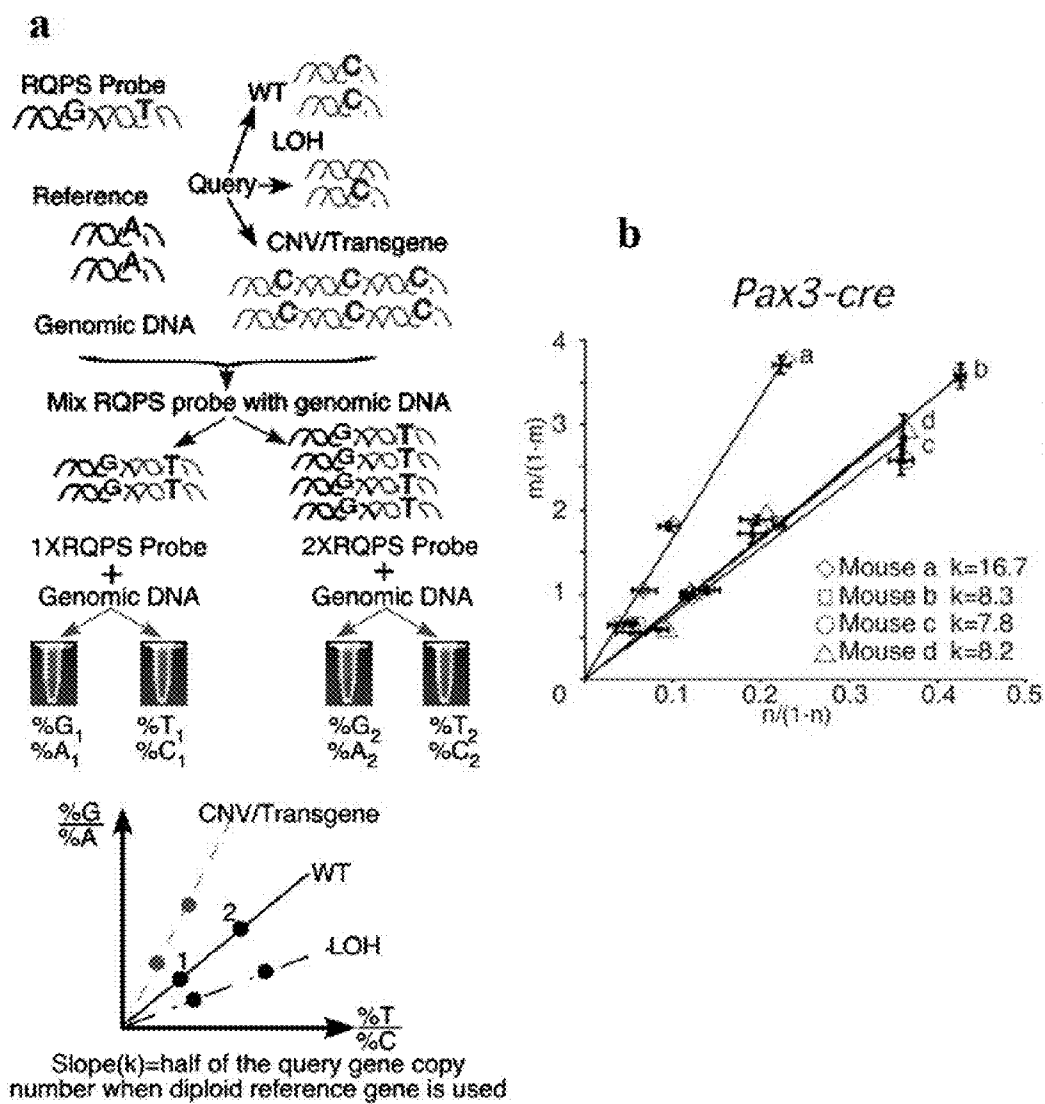 a
RQPS Probe
G T
WT
C
C
LOH
C
Query
Reference
A
A
CNV/Transgene
C C C
C C C
Genomic DNA
Mix RQPS probe with genomic DNA
G T
G T
G T
G T
G T
G T
1XRQPS Probe
+
Genomic DNA
2XRQPS Probe
+
Genomic DNA
%G1 %T1 %G2 %T2
%A1 %C1 %A2 %C2
%G
%A
CNV/Transgene
WT
2
1
LOH
%T
%C
Slope(k)=half of the query gene copy
number when diploid reference gene is used
b
Pax3-cre
4
3
2
1
0
m/(1-m)
a
b
d
c
Mouse a k=16.7
Mouse b k=8.3
Mouse c k=7.8
Mouse d k=8.2
0.1 0.2 0.3 0.4 0.5
n/(1-n)